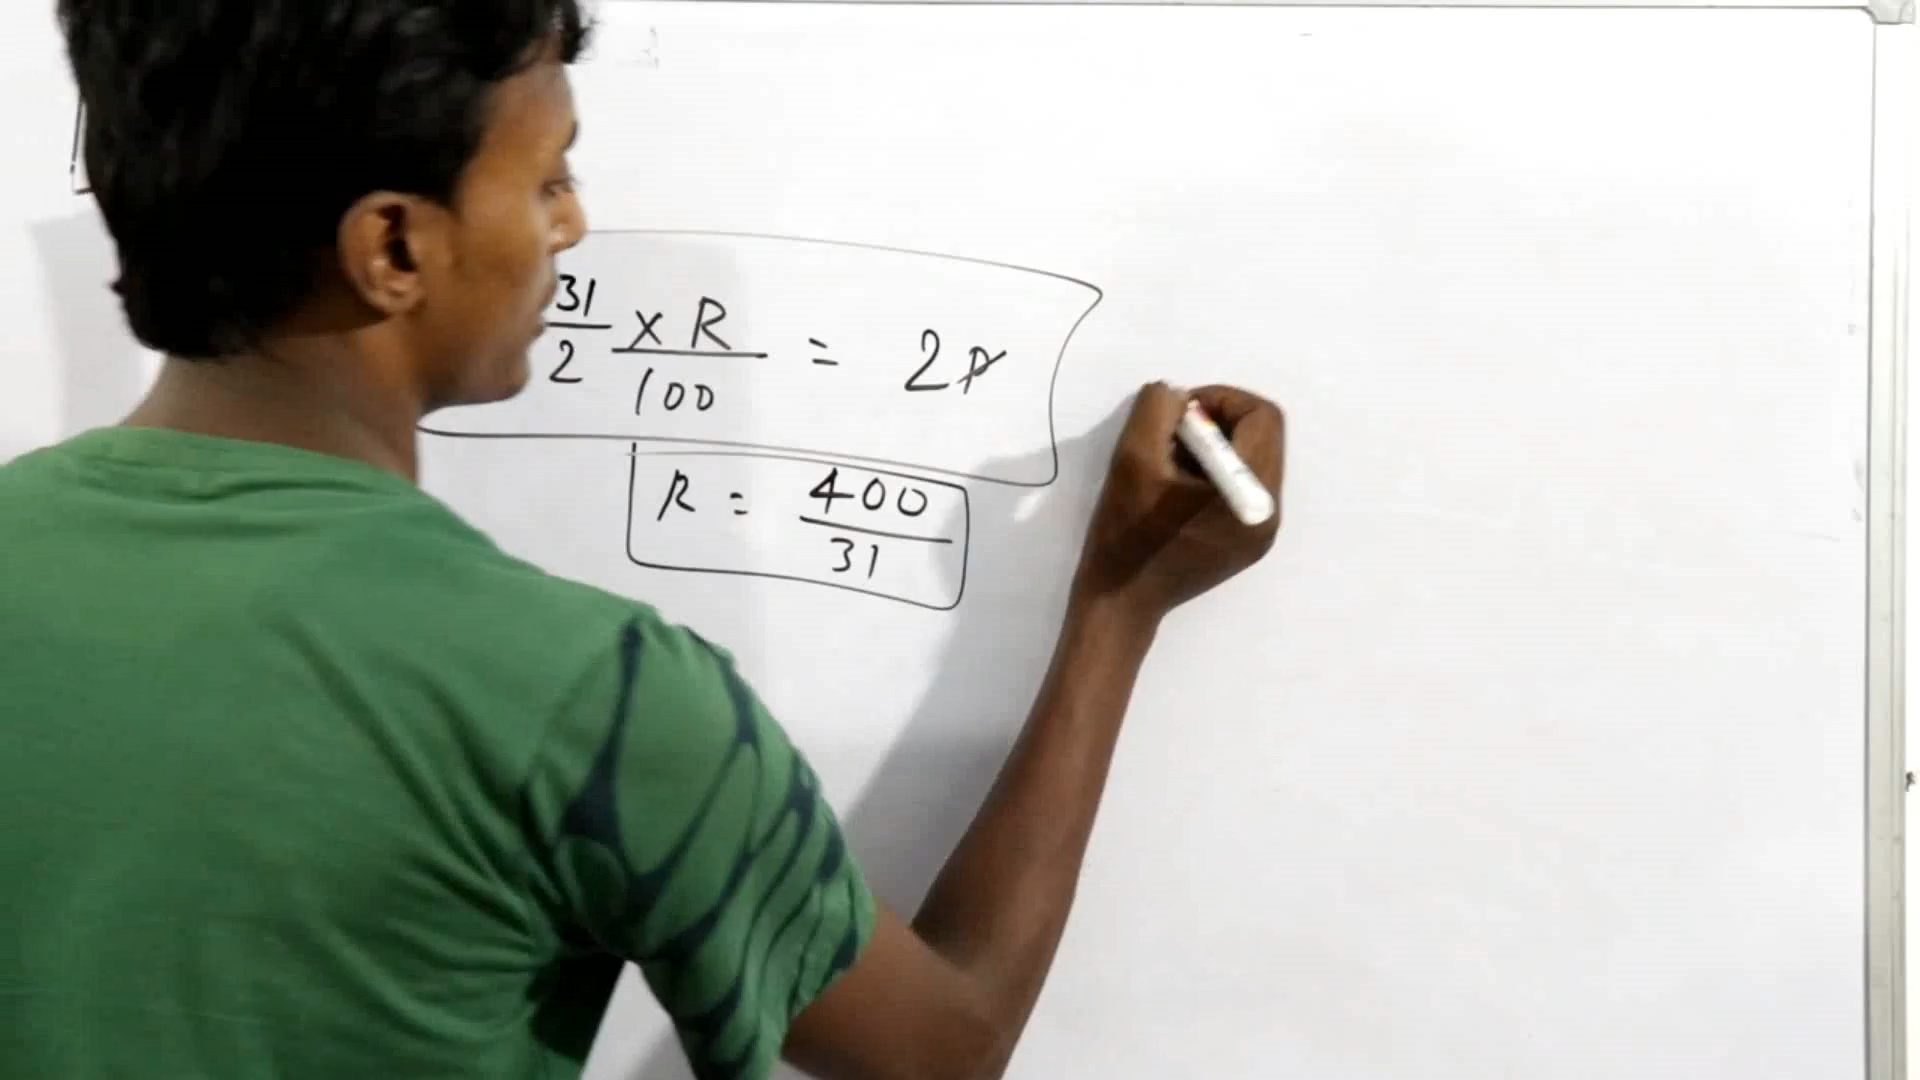 31/2 × R/100 = 2P
R = 400/31